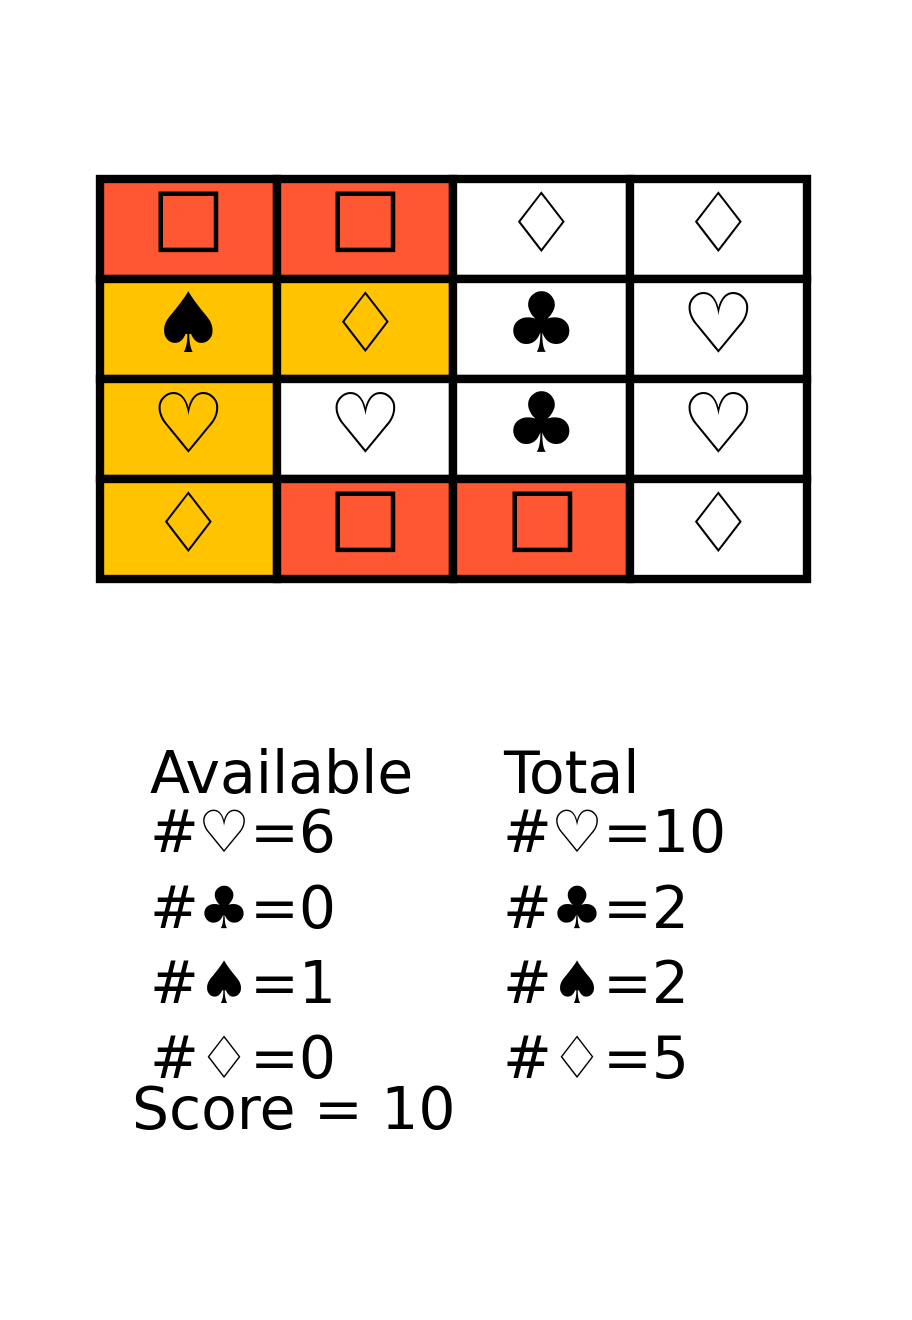 □ □ ♢ ♢
♠ ♢ ♣ ♡
♡ ♡ ♣ ♡
♢ □ □ ♢
Available Total
#♡=6 #♡=10
#♣=0 #♣=2
#♠=1 #♠=2
#♢=0 #♢=5
Score = 10